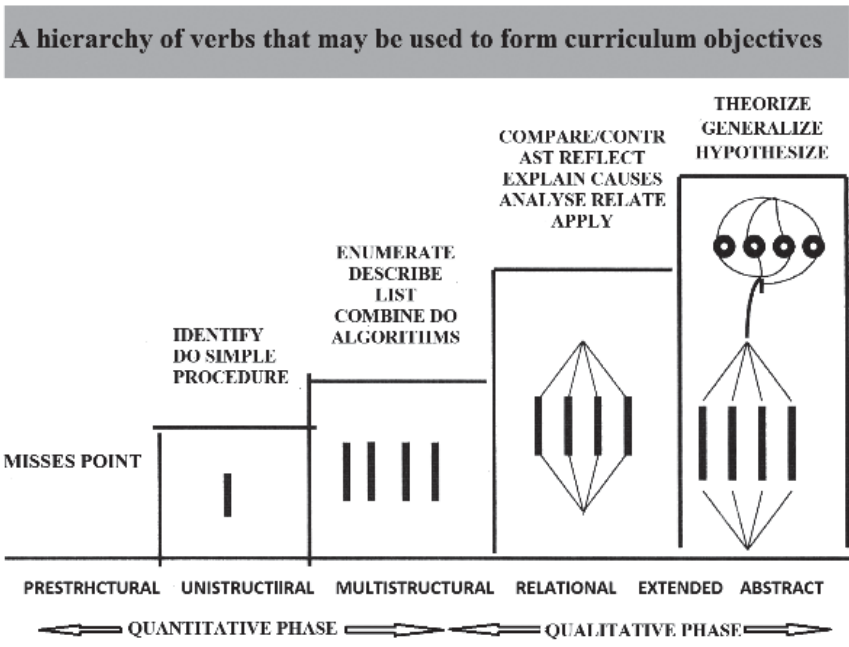 A hierarchy of verbs that may be used to form curriculum objectives
THEORIZE
GENERALIZE
HYPOTHESIZE
COMPARE/CONTR
AST REFLECT
EXPLAIN CAUSES
ANALYSE RELATE
APPLY
ENUMERATE
DESCRIBE
LIST
COMBINE DO
ALGORITIIMS
IDENTIFY
DO SIMPLE
PROCEDURE
MISSES POINT
PRESTRHCTURAL UNISTRUCTIIRAL MULTISTRUCTURAL RELATIONAL EXTENDED ABSTRACT
QUANTITATIVE PHASE QUALITATIVE PHASE